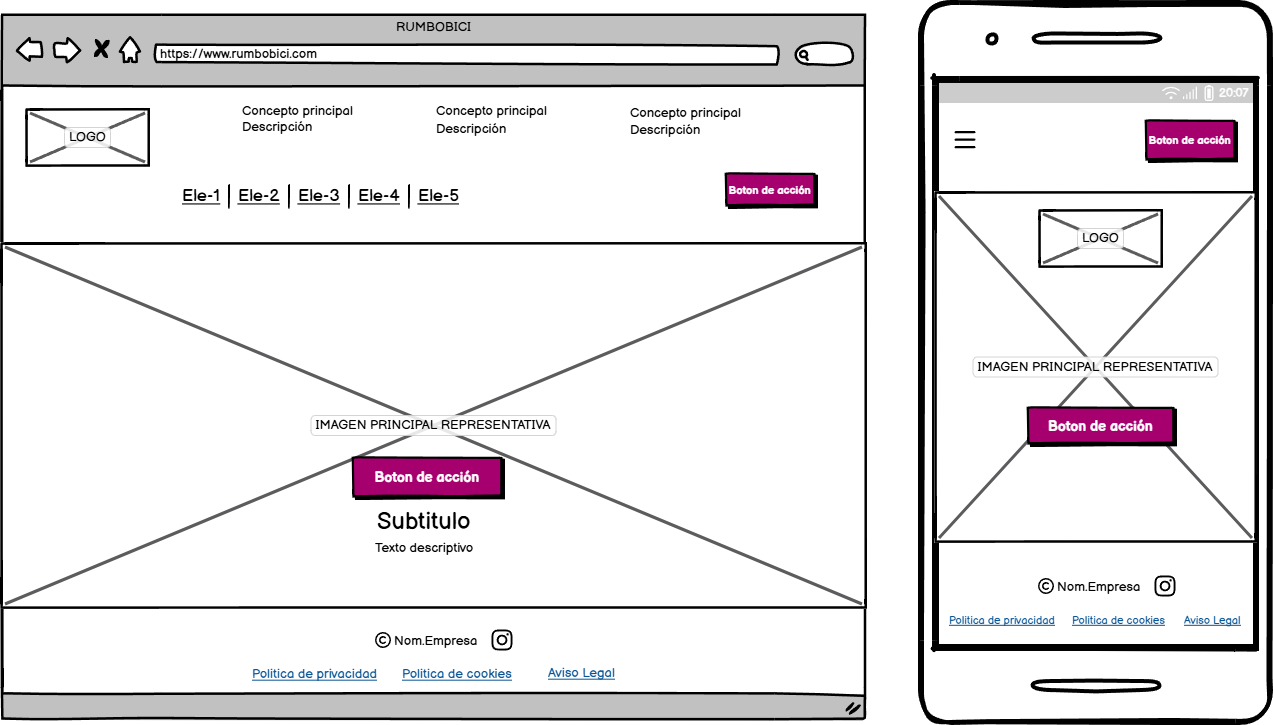 RUMBOBICI
https://www.rumbobici.com
LOGO
Concepto principal
Descripción
Concepto principal
Descripción
Concepto principal
Descripción
Ele-1 | Ele-2 | Ele-3 | Ele-4 | Ele-5
Boton de acción
IMAGEN PRINCIPAL REPRESENTATIVA
Boton de acción
Subtitulo
Texto descriptivo
© Nom.Empresa
Politica de privacidad
Politica de cookies
Aviso Legal
20:07
Boton de acción
LOGO
IMAGEN PRINCIPAL REPRESENTATIVA
Boton de acción
© Nom.Empresa
Politica de privacidad
Politica de cookies
Aviso Legal